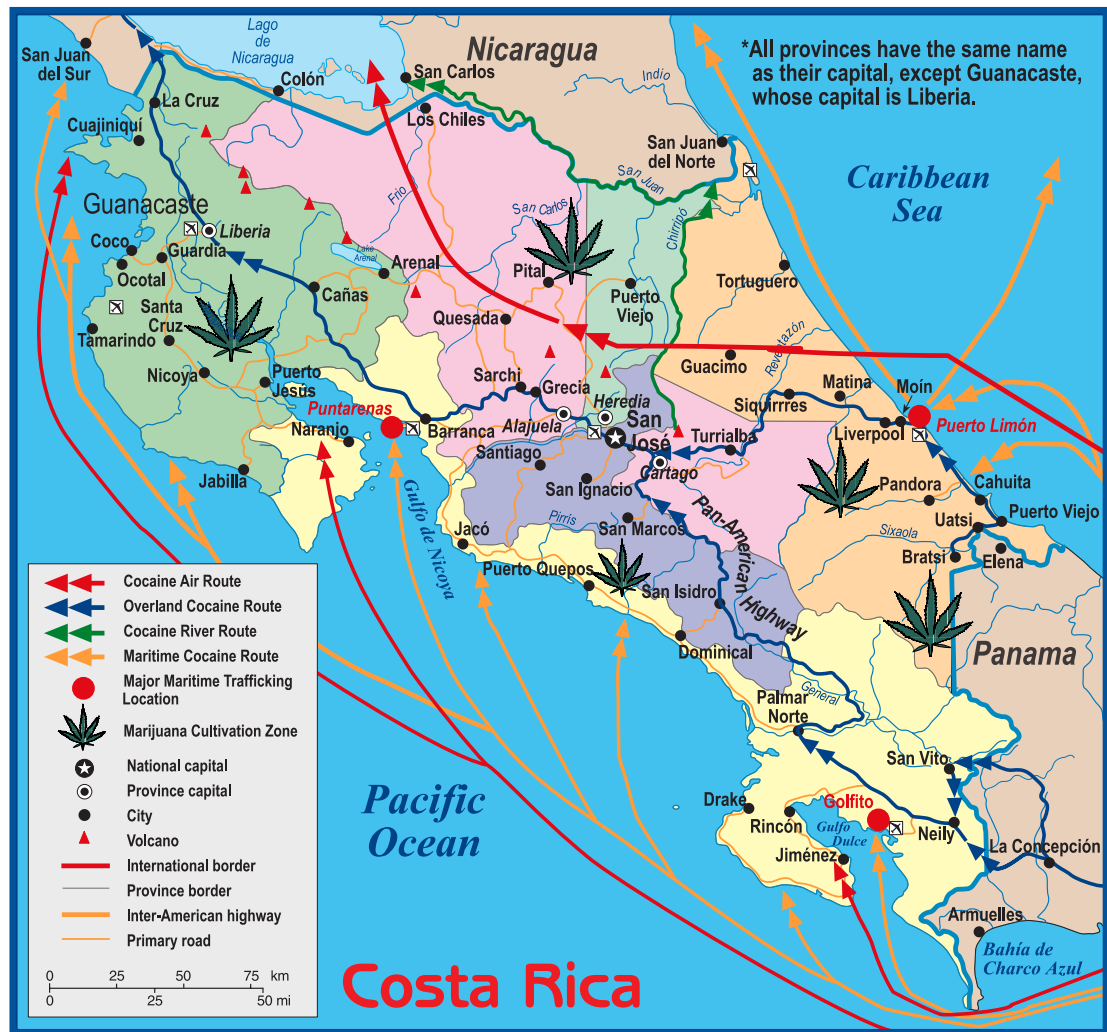 San Juan
del Sur
Lago
de
Nicaragua
Nicaragua
*All provinces have the same name
as their capital, except Guanacaste,
whose capital is Liberia.
Colón
San Carlos
Indio
La Cruz
Los Chiles
Cuajiniquí
San Juan
del Norte
San Juan
Caribbean
Sea
Frio
San Carlos
Chirripó
Guanacaste
Liberia
Coco
Guardia
Ocotal
Lake
Arenal
Arenal
Pital
Puerto
Viejo
Tortuguero
Cañas
Santa
Cruz
Tamarindo
Quesada
Reventazón
Guacimo
Nicoya
Puerto
Jesús
Sarchi
Grecia
Heredia
Siquirrres
Matina
Moín
Puntarenas
Barranca
Alajuela
San
José
Liverpool
Puerto Limón
Naranjo
Santiago
Turrialba
Cartago
Jabilla
San Ignacio
Pandora
Cahuita
Gulfo de Nicoya
Jacó
Pirrís
San Marcos
Pan-American
Highway
Sixaola
Uatsi
Puerto Viejo
Bratsi
Elena
Puerto Quepos
San Isidro
Dominical
Panama
General
Palmar
Norte
San Vito
Pacific
Ocean
Drake
Rincón
Golfito
Gulfo
Dulce
Neily
Jiménez
La Concepción
Armuelles
Bahía de
Charco Azul
Cocaine Air Route
Overland Cocaine Route
Cocaine River Route
Maritime Cocaine Route
Major Maritime Trafficking
Location
Marijuana Cultivation Zone
National capital
Province capital
City
Volcano
International border
Province border
Inter-American highway
Primary road
0 25 50 75 km
0 25 50 mi
Costa Rica